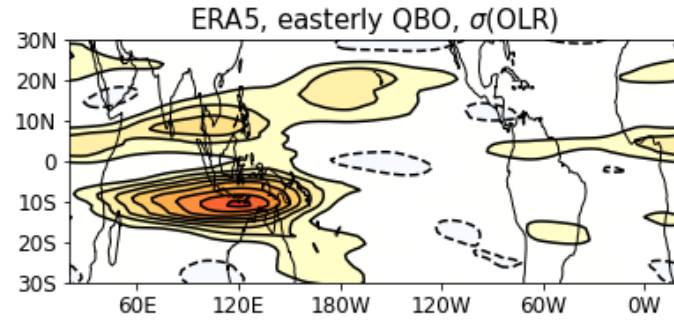 ERA5, easterly QBO, σ(OLR)
30N
20N
10N
0
10S
20S
30S
60E 120E 180W 120W 60W 0W